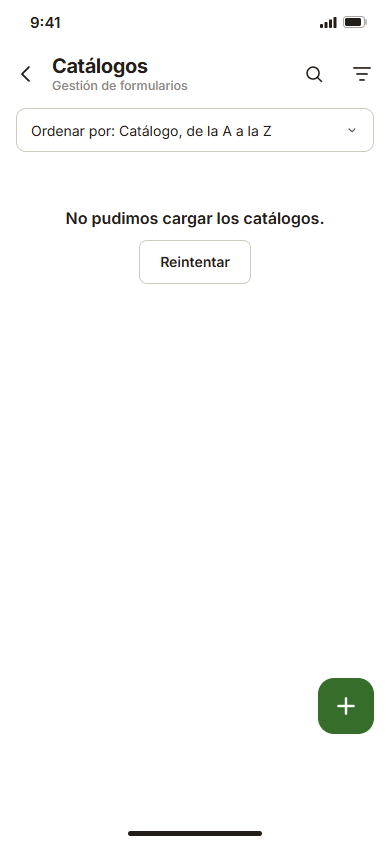 9:41
Catálogos
Gestión de formularios
Ordenar por: Catálogo, de la A a la Z
No pudimos cargar los catálogos.
Reintentar